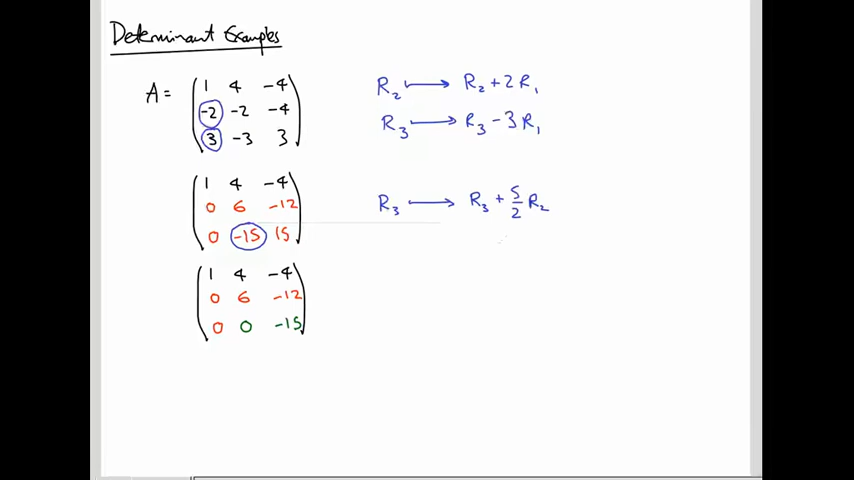 Determinant Examples
A = ( 1 4 -4
-2 -2 -4
3 -3 3 )
R₂ ⟼ R₂ + 2R₁
R₃ ⟼ R₃ - 3R₁
( 1 4 -4
0 6 -12
0 -15 15 )
R₃ ⟼ R₃ + 5/2 R₂
( 1 4 -4
0 6 -12
0 0 -15 )